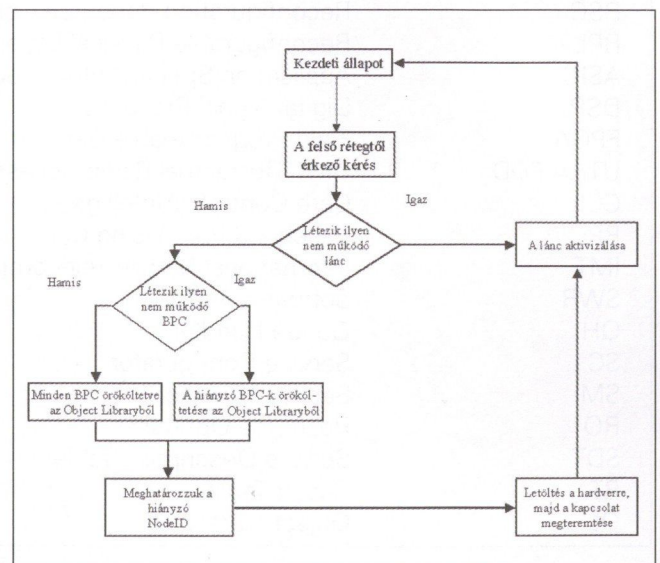 Kezdeti állapot
A felső rétegtől
érkező kérés
Hamis
Igaz
Létezik ilyen
nem működő
lánc
A lánc aktivizálása
Hamis
Igaz
Létezik ilyen
nem működő
BPC
Minden BPC örököltetve
az Object Libraryből
A hiányzó BPC-k örököl-
tetése az Object Libraryből
Meghatározzuk a
hiányzó
NodeID
Letöltés a hardverre,
majd a kapcsolat
megteremtése